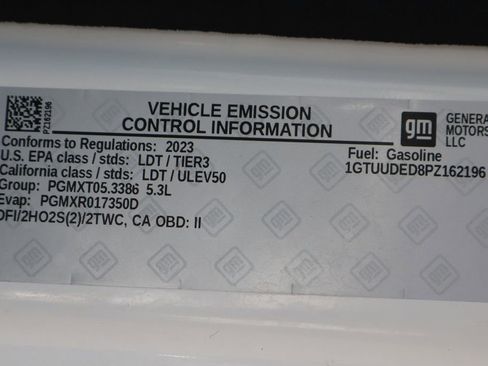 PZ162196
VEHICLE EMISSION
CONTROL INFORMATION
gm
GENERAL
MOTORS
LLC
Conforms to Regulations: 2023
U.S. EPA class / stds: LDT / TIER3
California class / stds: LDT / ULEV50
Group: PGMXT05.3386 5.3L
Evap: PGMXR017350D
DFI/2HO2S(2)/2TWC, CA OBD: II
Fuel: Gasoline
1GTUUDED8PZ162196